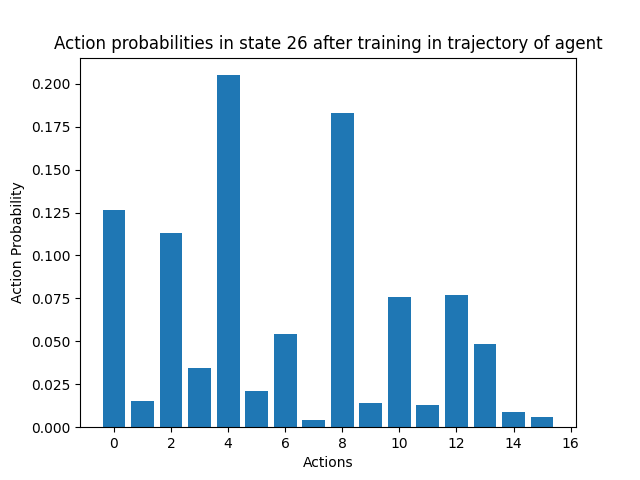 Action probabilities in state 26 after training in trajectory of agent
0.200
0.175
0.150
0.125
0.100
0.075
0.050
0.025
0.000
Action Probability
0 2 4 6 8 10 12 14 16
Actions